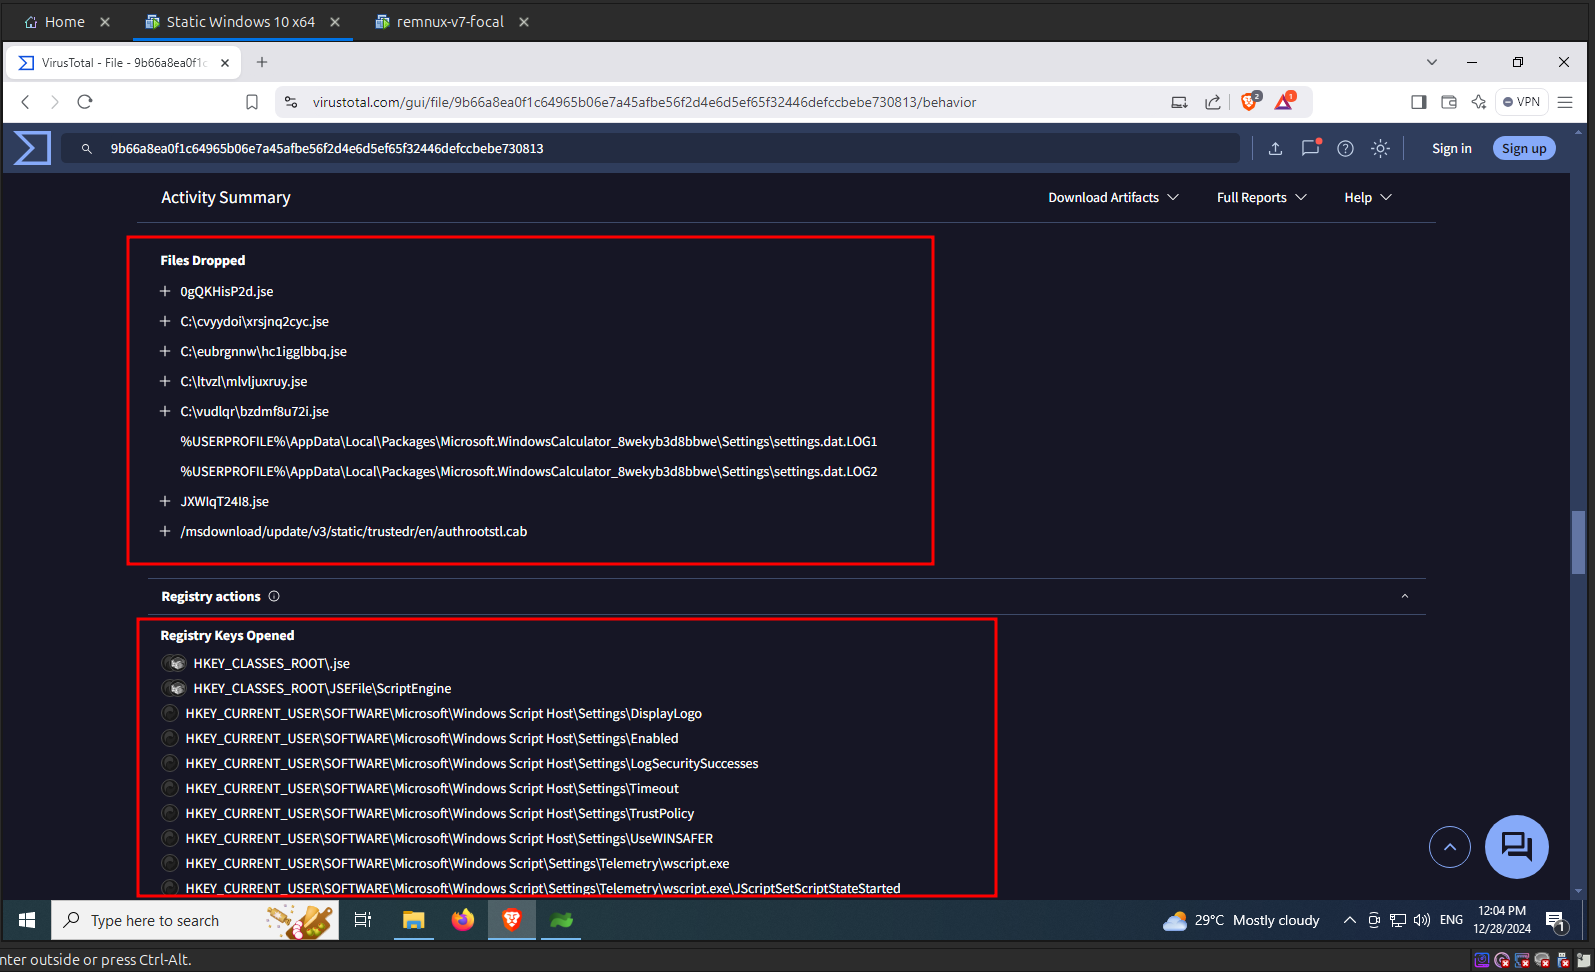 Home
Static Windows 10 x64
remnux-v7-focal
VirusTotal - File - 9b66a8ea0f1c
virustotal.com/gui/file/9b66a8ea0f1c64965b06e7a45afbe56f2d4e6d5ef65f32446defccbebe730813/behavior
2
1
VPN
9b66a8ea0f1c64965b06e7a45afbe56f2d4e6d5ef65f32446defccbebe730813
Sign in
Sign up
Activity Summary
Download Artifacts
Full Reports
Help
Files Dropped
+ 0gQKHisP2d.jse
+ C:\cvyydoi\xrsjnq2cyc.jse
+ C:\eubrgnnw\hc1igglbbq.jse
+ C:\ltvzl\mlvljuxruy.jse
+ C:\vudlqr\bzdmf8u72i.jse
%USERPROFILE%\AppData\Local\Packages\Microsoft.WindowsCalculator_8wekyb3d8bbwe\Settings\settings.dat.LOG1
%USERPROFILE%\AppData\Local\Packages\Microsoft.WindowsCalculator_8wekyb3d8bbwe\Settings\settings.dat.LOG2
+ JXWIqT24I8.jse
+ /msdownload/update/v3/static/trustedr/en/authrootstl.cab
Registry actions
Registry Keys Opened
HKEY_CLASSES_ROOT\.jse
HKEY_CLASSES_ROOT\JSEFile\ScriptEngine
HKEY_CURRENT_USER\SOFTWARE\Microsoft\Windows Script Host\Settings\DisplayLogo
HKEY_CURRENT_USER\SOFTWARE\Microsoft\Windows Script Host\Settings\Enabled
HKEY_CURRENT_USER\SOFTWARE\Microsoft\Windows Script Host\Settings\LogSecuritySuccesses
HKEY_CURRENT_USER\SOFTWARE\Microsoft\Windows Script Host\Settings\Timeout
HKEY_CURRENT_USER\SOFTWARE\Microsoft\Windows Script Host\Settings\TrustPolicy
HKEY_CURRENT_USER\SOFTWARE\Microsoft\Windows Script Host\Settings\UseWINSAFER
HKEY_CURRENT_USER\SOFTWARE\Microsoft\Windows Script\Settings\Telemetry\wscript.exe
HKEY_CURRENT_USER\SOFTWARE\Microsoft\Windows Script\Settings\Telemetry\wscript.exe\JScriptSetScriptStateStarted
Type here to search
29°C Mostly cloudy
ENG
12:04 PM
12/28/2024
1
nter outside or press Ctrl-Alt.